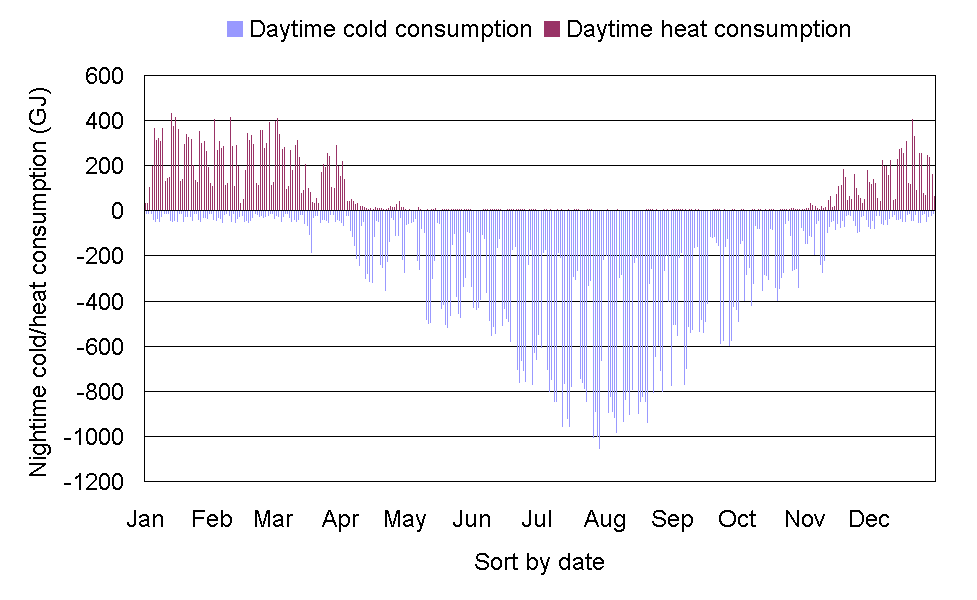 Daytime cold consumption Daytime heat consumption
Nightime cold/heat consumption (GJ)
600
400
200
0
-200
-400
-600
-800
-1000
-1200
Jan Feb Mar Apr May Jun Jul Aug Sep Oct Nov Dec
Sort by date